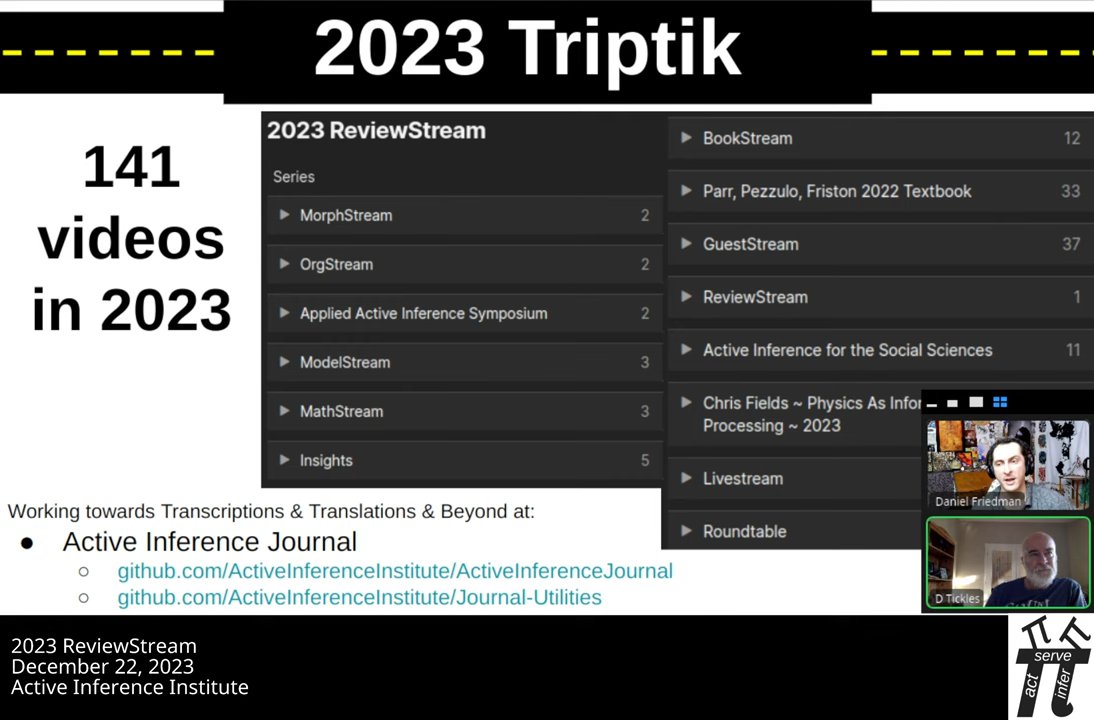 2023 Triptik
141
videos
in 2023
2023 ReviewStream
Series
MorphStream 2
OrgStream 2
Applied Active Inference Symposium 2
ModelStream 3
MathStream 3
Insights 5
BookStream 12
Parr, Pezzulo, Friston 2022 Textbook 33
GuestStream 37
ReviewStream 1
Active Inference for the Social Sciences 11
Chris Fields ~ Physics As Infor
Processing ~ 2023
Livestream
Roundtable
Daniel Friedman
D Tickles
Working towards Transcriptions & Translations & Beyond at:
● Active Inference Journal
○ github.com/ActiveInferenceInstitute/ActiveInferenceJournal
○ github.com/ActiveInferenceInstitute/Journal-Utilities
2023 ReviewStream
December 22, 2023
Active Inference Institute
serve
act
infer